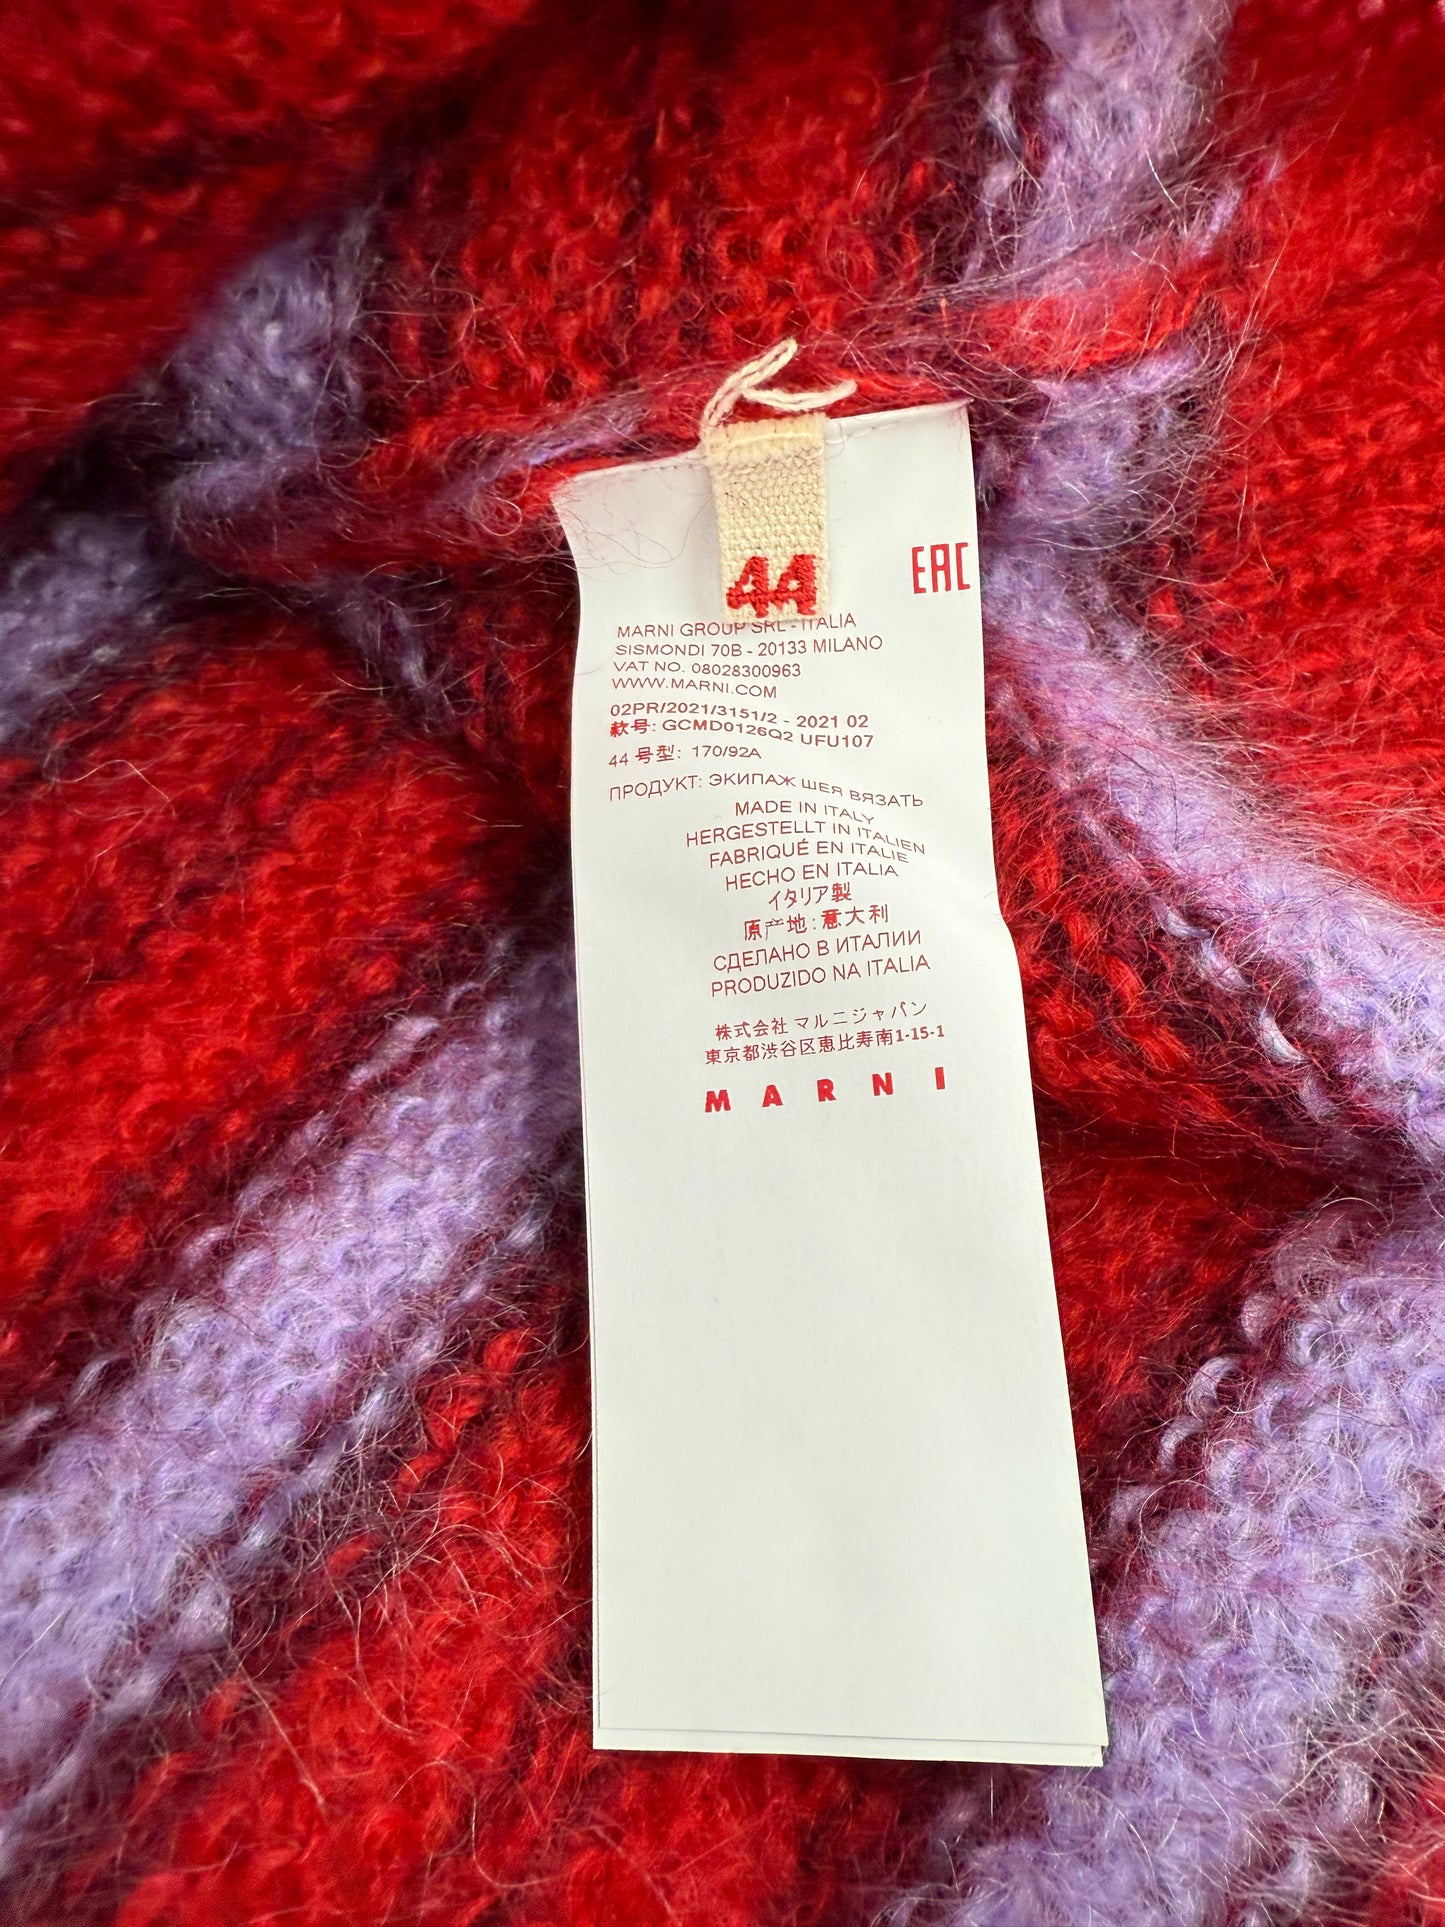 44
EAC
MARNI GROUP SRL - ITALIA
SISMONDI 70B - 20133 MILANO
VAT NO. 08028300963
WWW.MARNI.COM
02PR/2021/3151/2 - 2021 02
款号: GCMD0126Q2 UFU107
44 号型: 170/92A
ПРОДУКТ: ЭКИПАЖ ШЕЯ ВЯЗАТЬ
MADE IN ITALY
HERGESTELLT IN ITALIEN
FABRIQUÉ EN ITALIE
HECHO EN ITALIA
イタリア製
原产地: 意大利
СДЕЛАНО В ИТАЛИИ
PRODUZIDO NA ITALIA
株式会社 マルニジャパン
東京都渋谷区恵比寿南1-15-1
MARNI